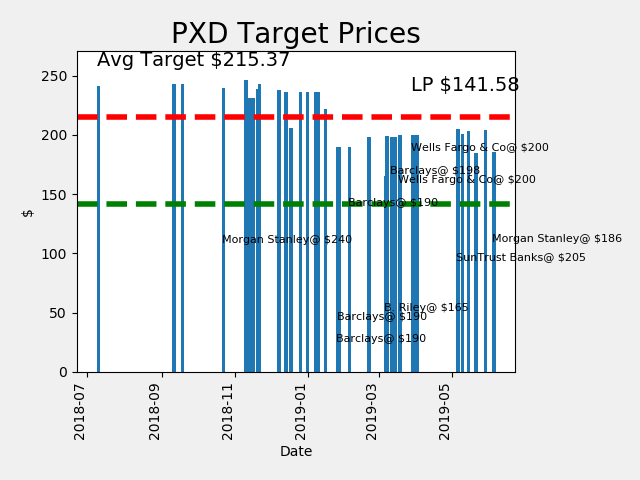 PXD Target Prices
Avg Target $215.37
LP $141.58
250
200
150
100
50
0
$
Wells Fargo & Co@ $200
Barclays@ $198
Wells Fargo & Co@ $200
Barclays@ $190
Morgan Stanley@ $240
Morgan Stanley@ $186
SunTrust Banks@ $205
B. Riley@ $165
Barclays@ $190
Barclays@ $190
2018-07
2018-09
2018-11
2019-01
2019-03
2019-05
Date